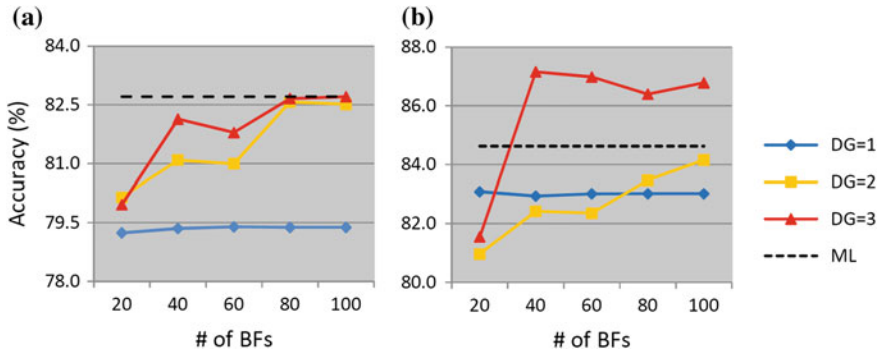 (a)
(b)
Accuracy (%)
84.0
82.5
81.0
79.5
78.0
20 40 60 80 100
# of BFs
88.0
86.0
84.0
82.0
80.0
20 40 60 80 100
# of BFs
DG=1
DG=2
DG=3
ML